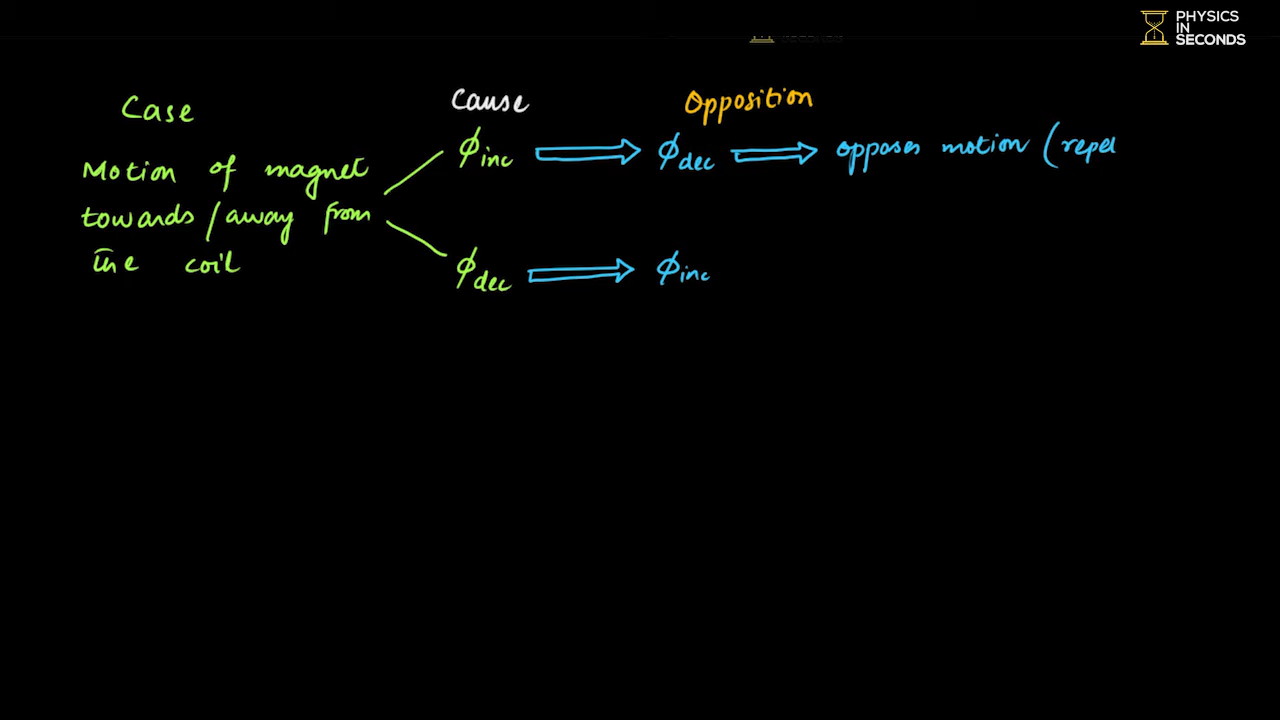 PHYSICS
IN
SECONDS
Case
Cause
Opposition
Motion of magnet
towards/away from
the coil
ϕinc ⟹ ϕdec ⟹ opposes motion (repel
ϕdec ⟹ ϕinc